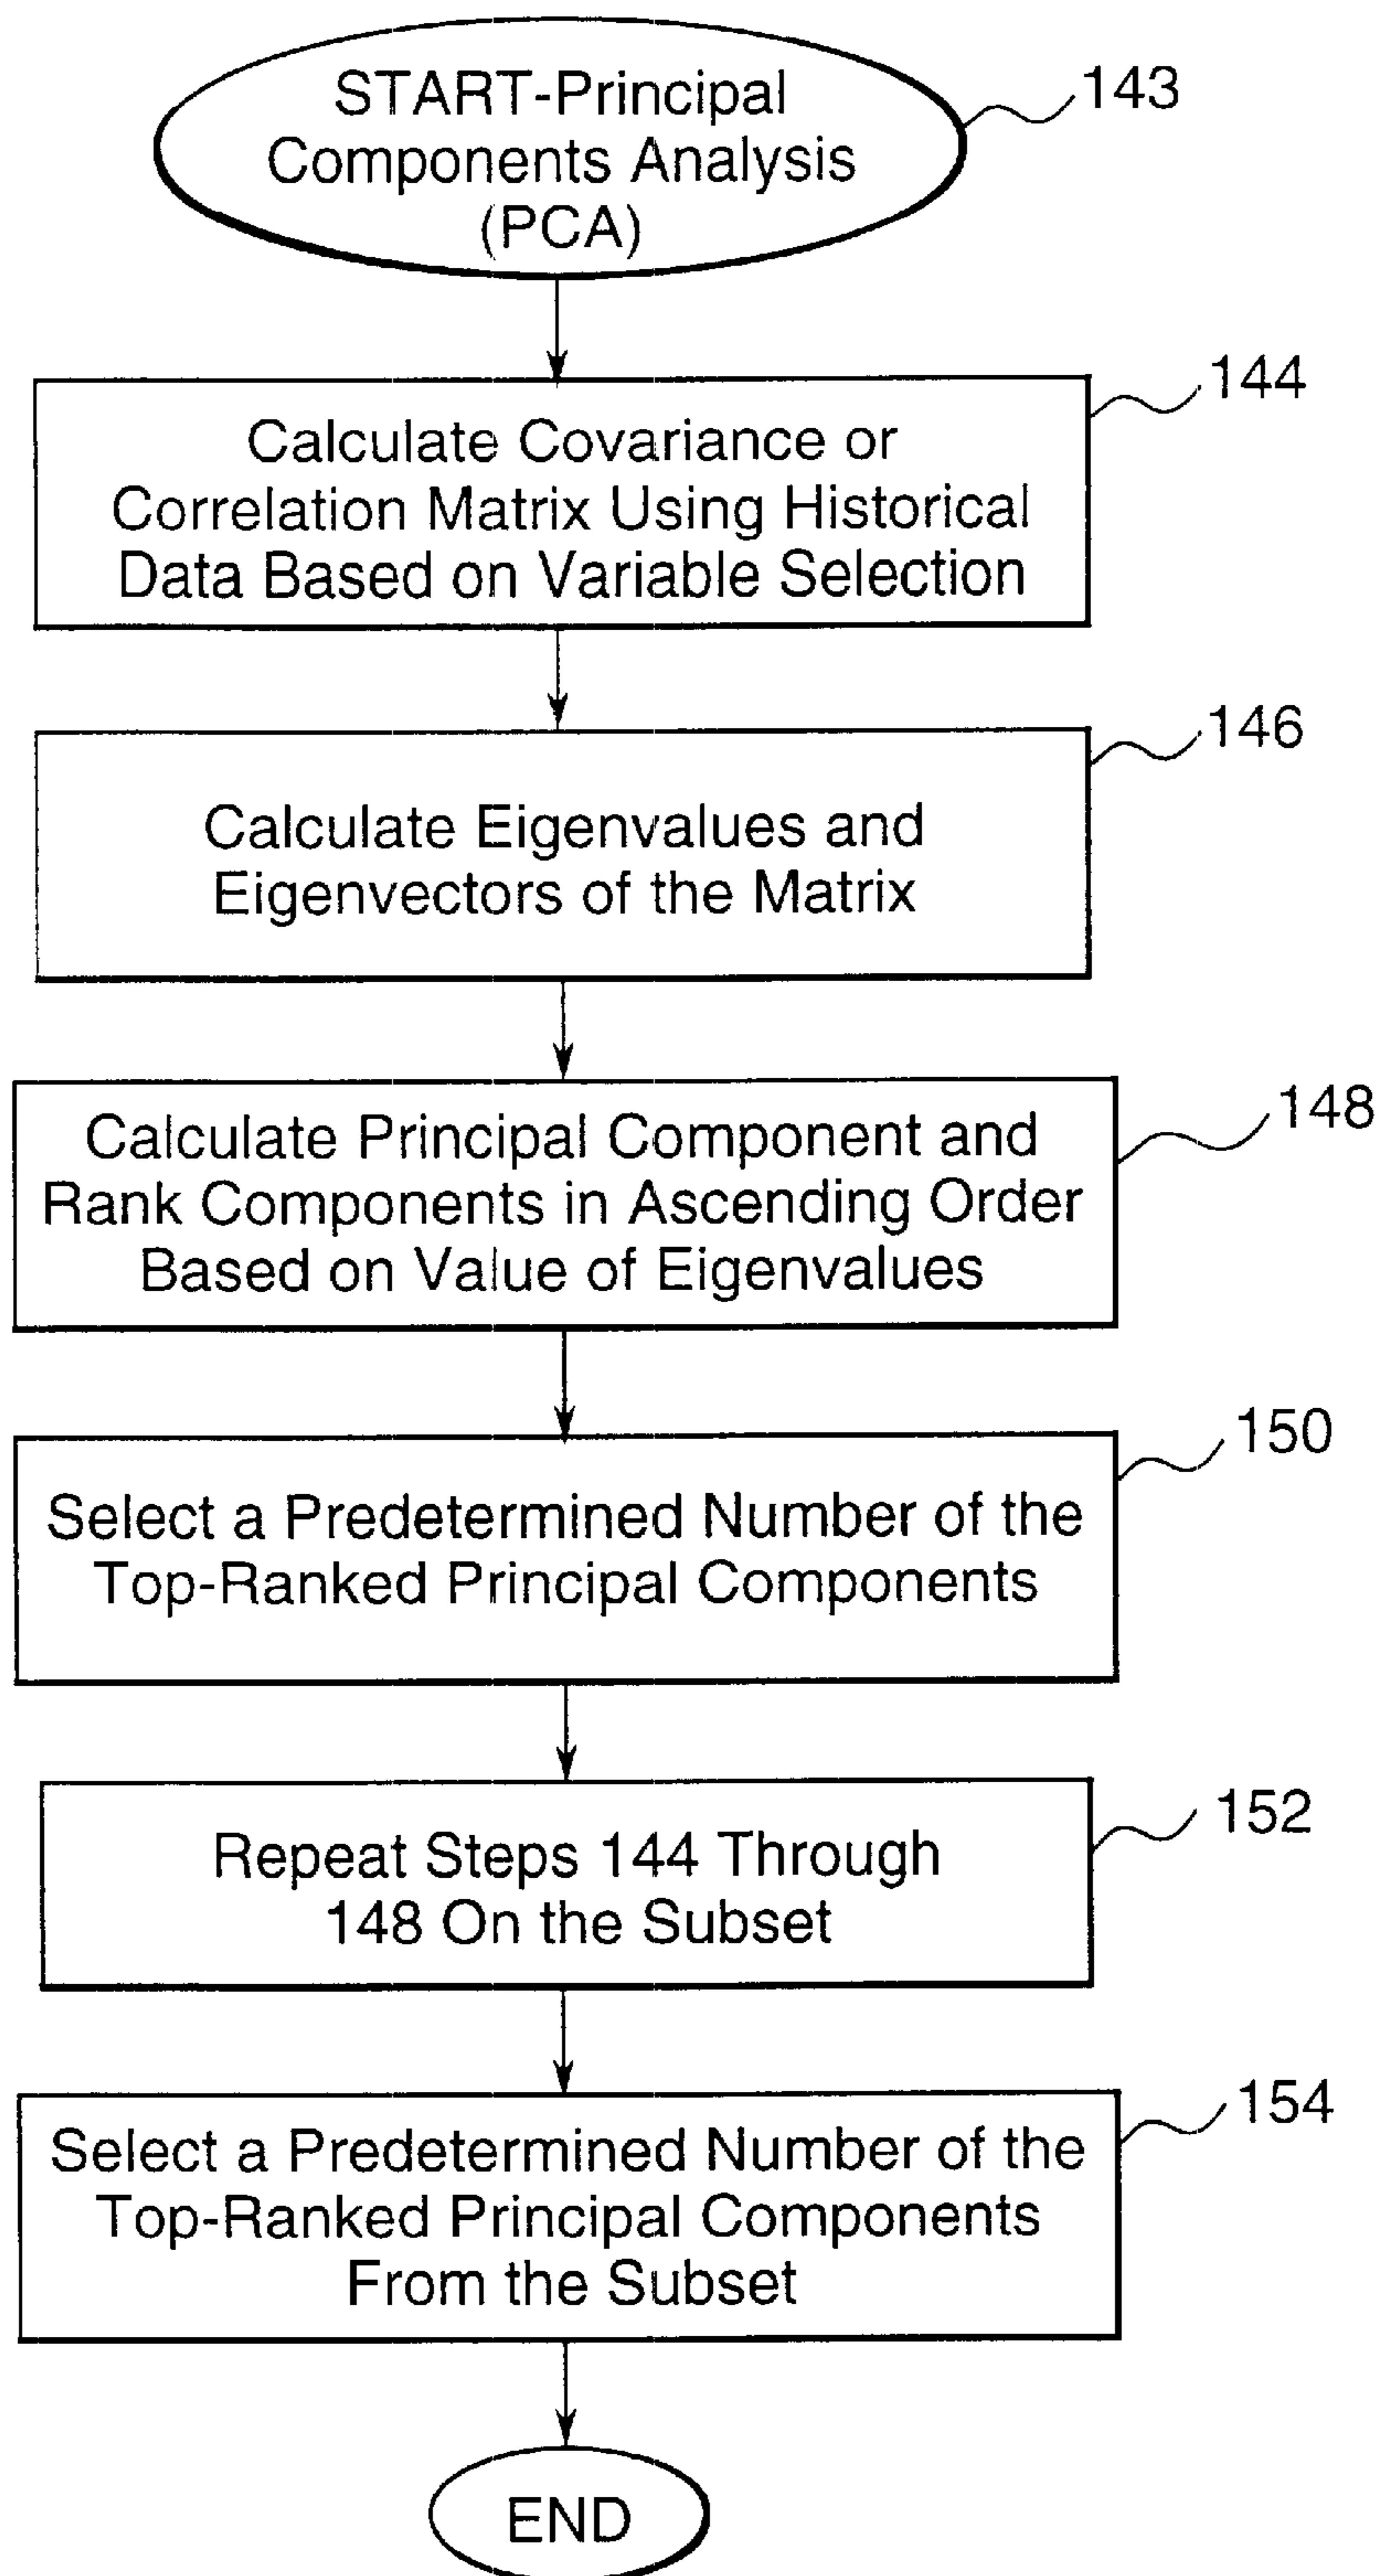 START-Principal
Components Analysis
(PCA)
143
Calculate Covariance or
Correlation Matrix Using Historical
Data Based on Variable Selection
144
Calculate Eigenvalues and
Eigenvectors of the Matrix
146
Calculate Principal Component and
Rank Components in Ascending Order
Based on Value of Eigenvalues
148
Select a Predetermined Number of the
Top-Ranked Principal Components
150
Repeat Steps 144 Through
148 On the Subset
152
Select a Predetermined Number of the
Top-Ranked Principal Components
From the Subset
154
END